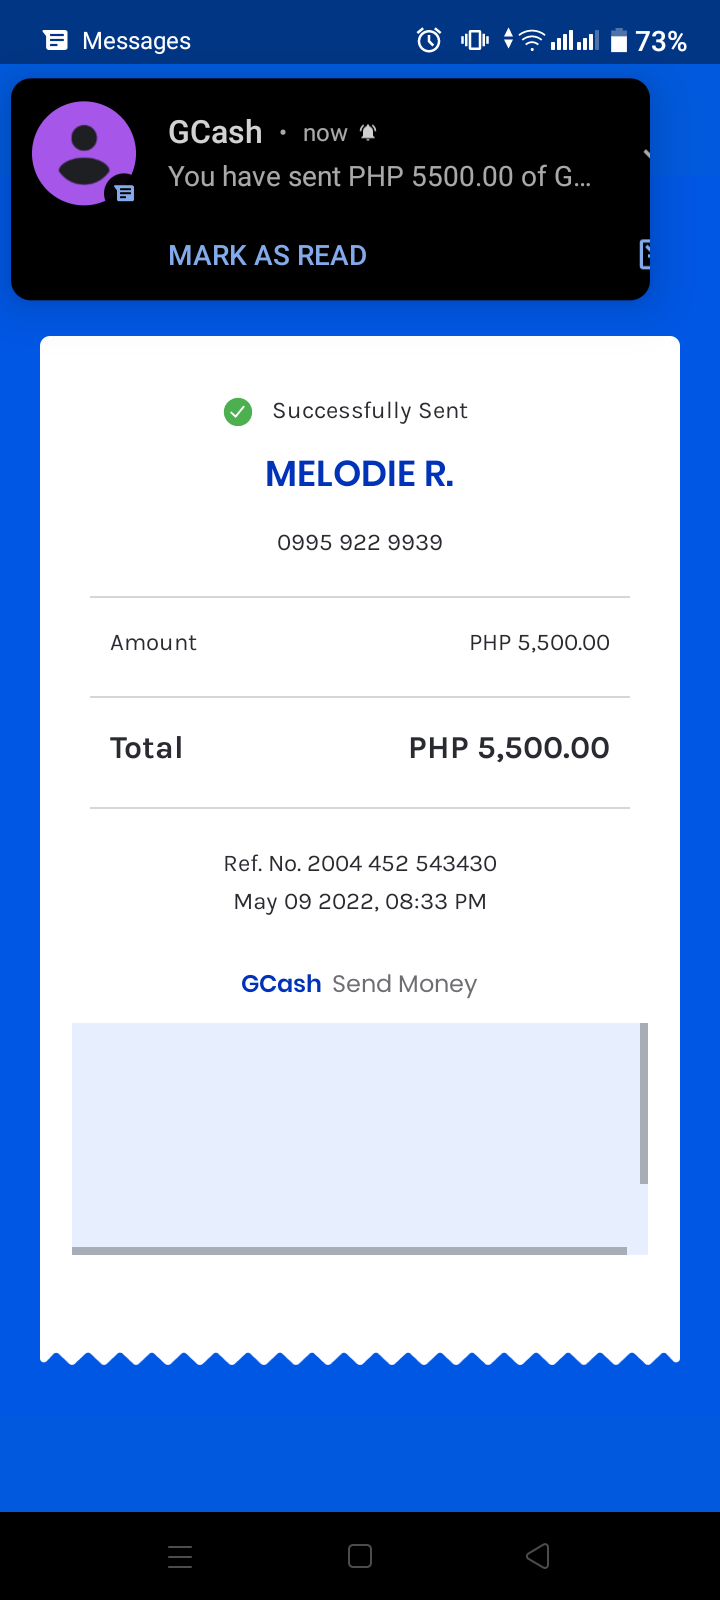 Messages
73%
GCash • now
You have sent PHP 5500.00 of G...
MARK AS READ
Successfully Sent
MELODIE R.
0995 922 9939
Amount PHP 5,500.00
Total PHP 5,500.00
Ref. No. 2004 452 543430
May 09 2022, 08:33 PM
GCash Send Money